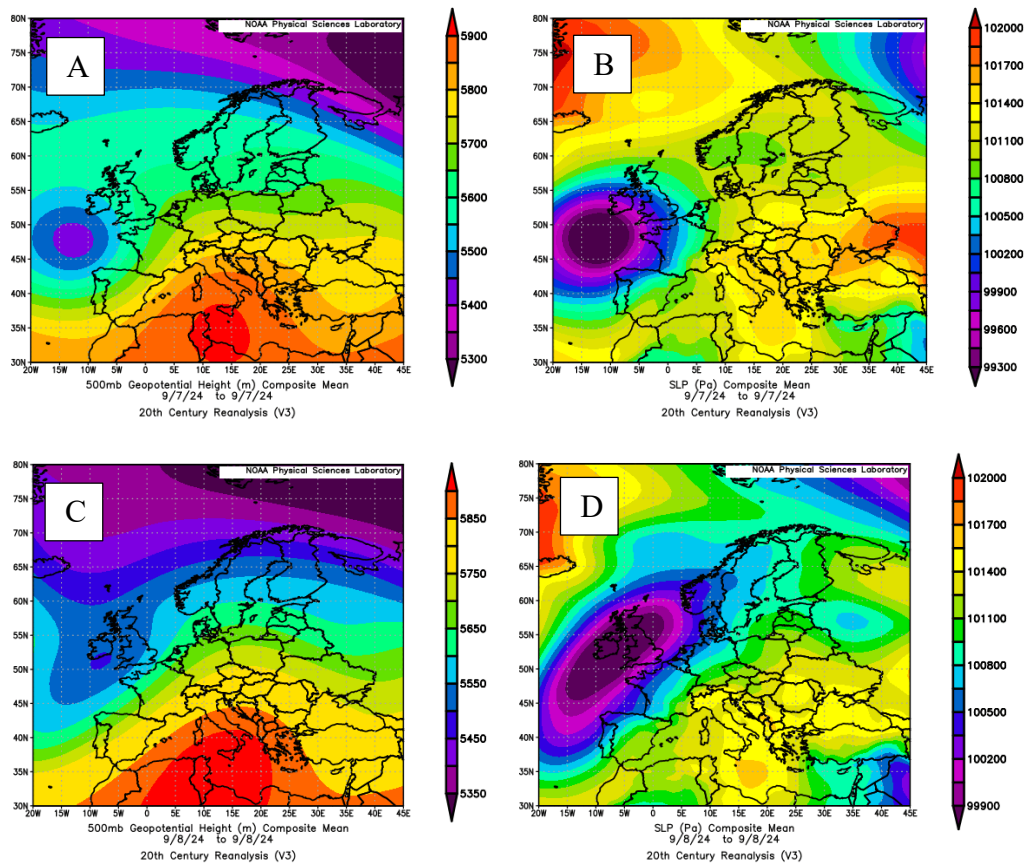 NOAA Physical Sciences Laboratory
A
80N
75N
70N
65N
60N
55N
50N
45N
40N
35N
30N
20W 15W 10W 5W 0 5E 10E 15E 20E 25E 30E 35E 40E 45E
5900
5800
5700
5600
5500
5400
5300
500mb Geopotential Height (m) Composite Mean
9/7/24 to 9/7/24
20th Century Reanalysis (V3)
NOAA Physical Sciences Laboratory
B
80N
75N
70N
65N
60N
55N
50N
45N
40N
35N
30N
20W 15W 10W 5W 0 5E 10E 15E 20E 25E 30E 35E 40E 45E
102000
101700
101400
101100
100800
100500
100200
99900
99600
99300
SLP (Pa) Composite Mean
9/7/24 to 9/7/24
20th Century Reanalysis (V3)
NOAA Physical Sciences Laboratory
C
80N
75N
70N
65N
60N
55N
50N
45N
40N
35N
30N
20W 15W 10W 5W 0 5E 10E 15E 20E 25E 30E 35E 40E 45E
5850
5750
5650
5550
5450
5350
500mb Geopotential Height (m) Composite Mean
9/8/24 to 9/8/24
20th Century Reanalysis (V3)
NOAA Physical Sciences Laboratory
D
80N
75N
70N
65N
60N
55N
50N
45N
40N
35N
30N
20W 15W 10W 5W 0 5E 10E 15E 20E 25E 30E 35E 40E 45E
102000
101700
101400
101100
100800
100500
100200
99900
SLP (Pa) Composite Mean
9/8/24 to 9/8/24
20th Century Reanalysis (V3)